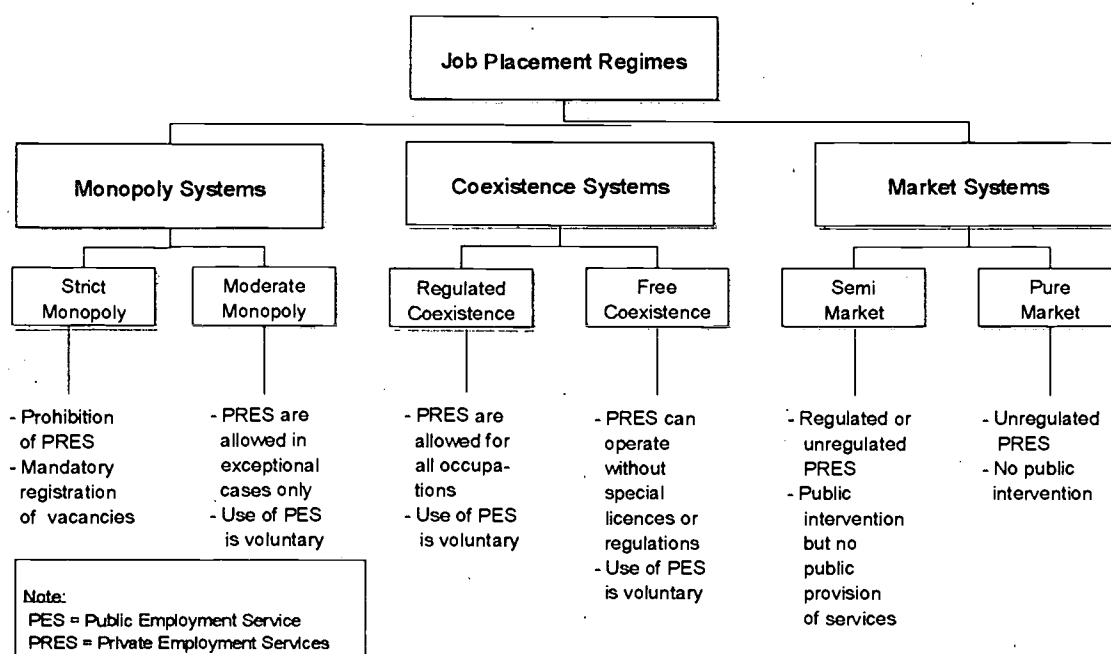 Job Placement Regimes
Monopoly Systems
Coexistence Systems
Market Systems
Strict
Monopoly
Moderate
Monopoly
Regulated
Coexistence
Free
Coexistence
Semi
Market
Pure
Market
- Prohibition
of PRES
- Mandatory
registration
of vacancies
- PRES are
allowed in
exceptional
cases only
- Use of PES
is voluntary
- PRES are
allowed for
all occupa-
tions
- Use of PES
is voluntary
- PRES can
operate
without
special
licences or
regulations
- Use of PES
is voluntary
- Regulated or
unregulated
PRES
- Public
intervention
but no
public
provision
of services
- Unregulated
PRES
- No public
intervention
Note:
PES = Public Employment Service
PRES = Private Employment Services